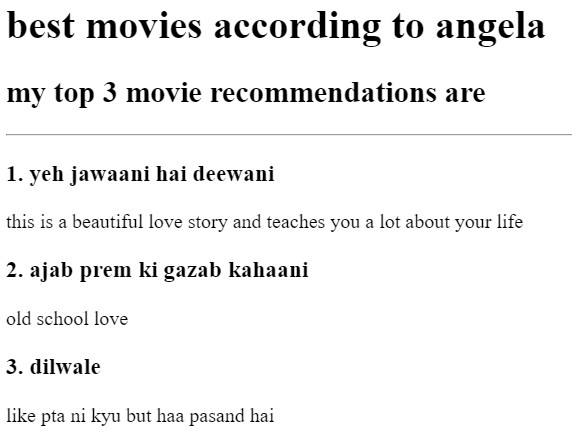 best movies according to angela
my top 3 movie recommendations are
1. yeh jawaani hai deewani
this is a beautiful love story and teaches you a lot about your life
2. ajab prem ki gazab kahaani
old school love
3. dilwale
like pta ni kyu but haa pasand hai